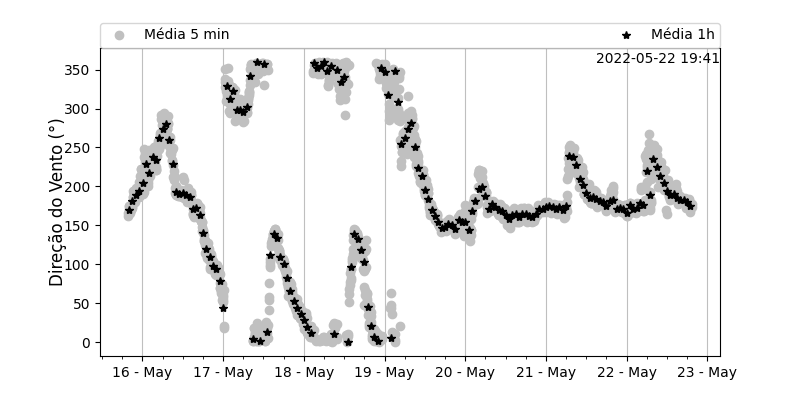 Média 5 min
Média 1h
2022-05-22 19:41
Direção do Vento (°)
350
300
250
200
150
100
50
0
16 - May
17 - May
18 - May
19 - May
20 - May
21 - May
22 - May
23 - May